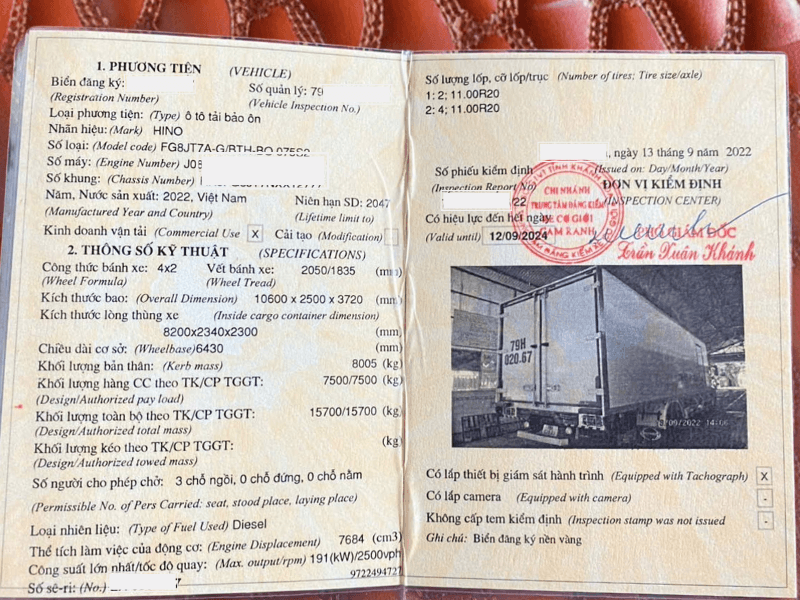 1. PHƯƠNG TIỆN (VEHICLE)
Biển đăng ký:
(Registration Number)
Số quản lý: 79
(Vehicle Inspection No.)
Loại phương tiện: (Type) ô tô tải bảo ôn
Nhãn hiệu: (Mark) HINO
Số loại: (Model code) FG8JT7A-G/BTH-BQ
Số máy: (Engine Number) J08
Số khung: (Chassis Number)
Năm, Nước sản xuất: 2022, Việt Nam
(Manufactured Year and Country)
Niên hạn SD: 2047
(Lifetime limit to)
Kinh doanh vận tải (Commercial Use X Cải tạo (Modification)
2. THÔNG SỐ KỸ THUẬT (SPECIFICATIONS)
Công thức bánh xe: 4x2 Vết bánh xe: 2050/1835 (mm)
(Wheel Formula) (Wheel Tread)
Kích thước bao: (Overall Dimension) 10600 x 2500 x 3720 (mm)
Kích thước lòng thùng xe (Inside cargo container dimension)
8200x2340x2300 (mm)
Chiều dài cơ sở: (Wheelbase) 6430 (mm)
Khối lượng bản thân: (Kerb mass) 8005 (kg)
Khối lượng hàng CC theo TK/CP TGGT: 7500/7500 (kg)
(Design/Authorized pay load)
Khối lượng toàn bộ theo TK/CP TGGT: 15700/15700 (kg)
(Design/Authorized total mass)
Khối lượng kéo theo TK/CP TGGT: (kg)
(Design/Authorized towed mass)
Số người cho phép chở: 3 chỗ ngồi, 0 chỗ đứng, 0 chỗ nằm
(Permissible No. of Pers Carried: seat, stood place, laying place)
Loại nhiên liệu: (Type of Fuel Used) Diesel
Thể tích làm việc của động cơ: (Engine Displacement) 7684 (cm3)
Công suất lớn nhất/tốc độ quay: (Max. output/rpm) 191(kW)/2500vph
9722494727
Số sê-ri: (No.)
Số lượng lốp, cỡ lốp/trục (Number of tires; Tire size/axle)
1: 2; 11.00R20
2: 4; 11.00R20
, ngày 13 tháng 9 năm 2022
Số phiếu kiểm định (Issued on: Day/Month/Year)
(Inspection Report No) ĐƠN VỊ KIỂM ĐỊNH
22 (INSPECTION CENTER)
Có hiệu lực đến hết ngày
(Valid until) 12/09/2024
CHI NHÁNH
TRUNG TÂM ĐĂNG KIỂM
XE CƠ GIỚI
CAM RANH
PHÓ GIÁM ĐỐC
Trần Xuân Khánh
79H
020.67
/09/2022 14:06
Có lắp thiết bị giám sát hành trình (Equipped with Tachograph) X
Có lắp camera (Equipped with camera) -
Không cấp tem kiểm định (Inspection stamp was not issued -
Ghi chú: Biển đăng ký nền vàng